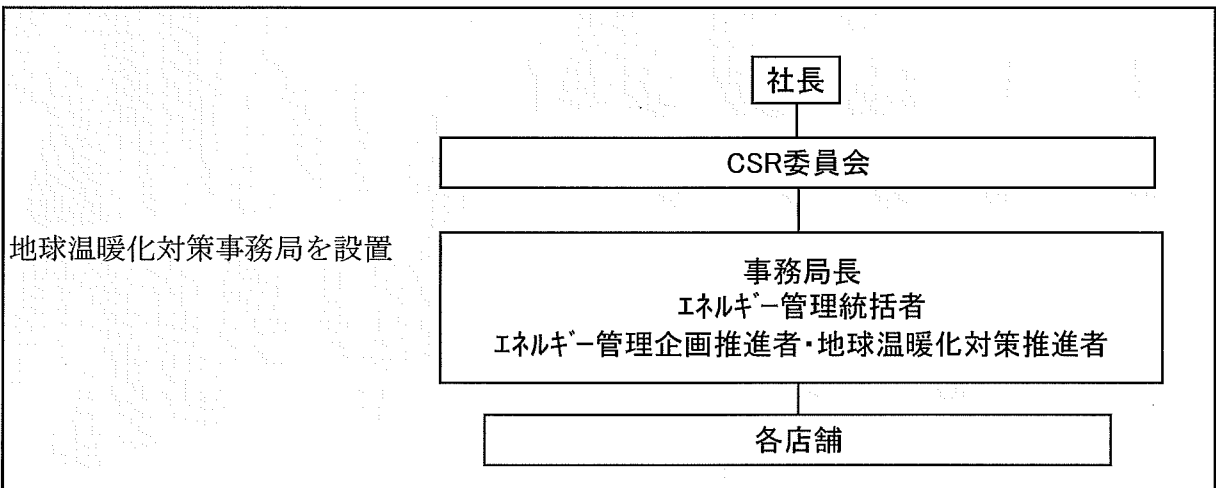 社長
CSR委員会
地球温暖化対策事務局を設置
事務局長
ｴﾈﾙｷﾞｰ管理統括者
ｴﾈﾙｷﾞｰ管理企画推進者・地球温暖化対策推進者
各店舗